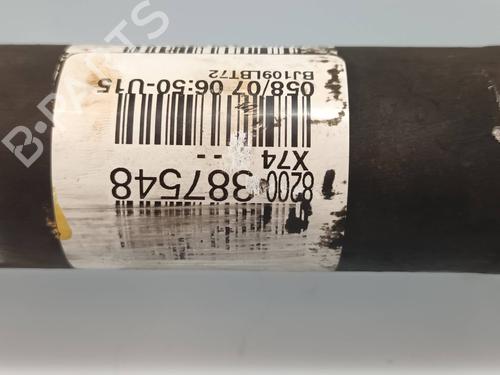 8200 387548
X74 --
058/07 06:50-U15
BJ109LBT72
B-PARTS